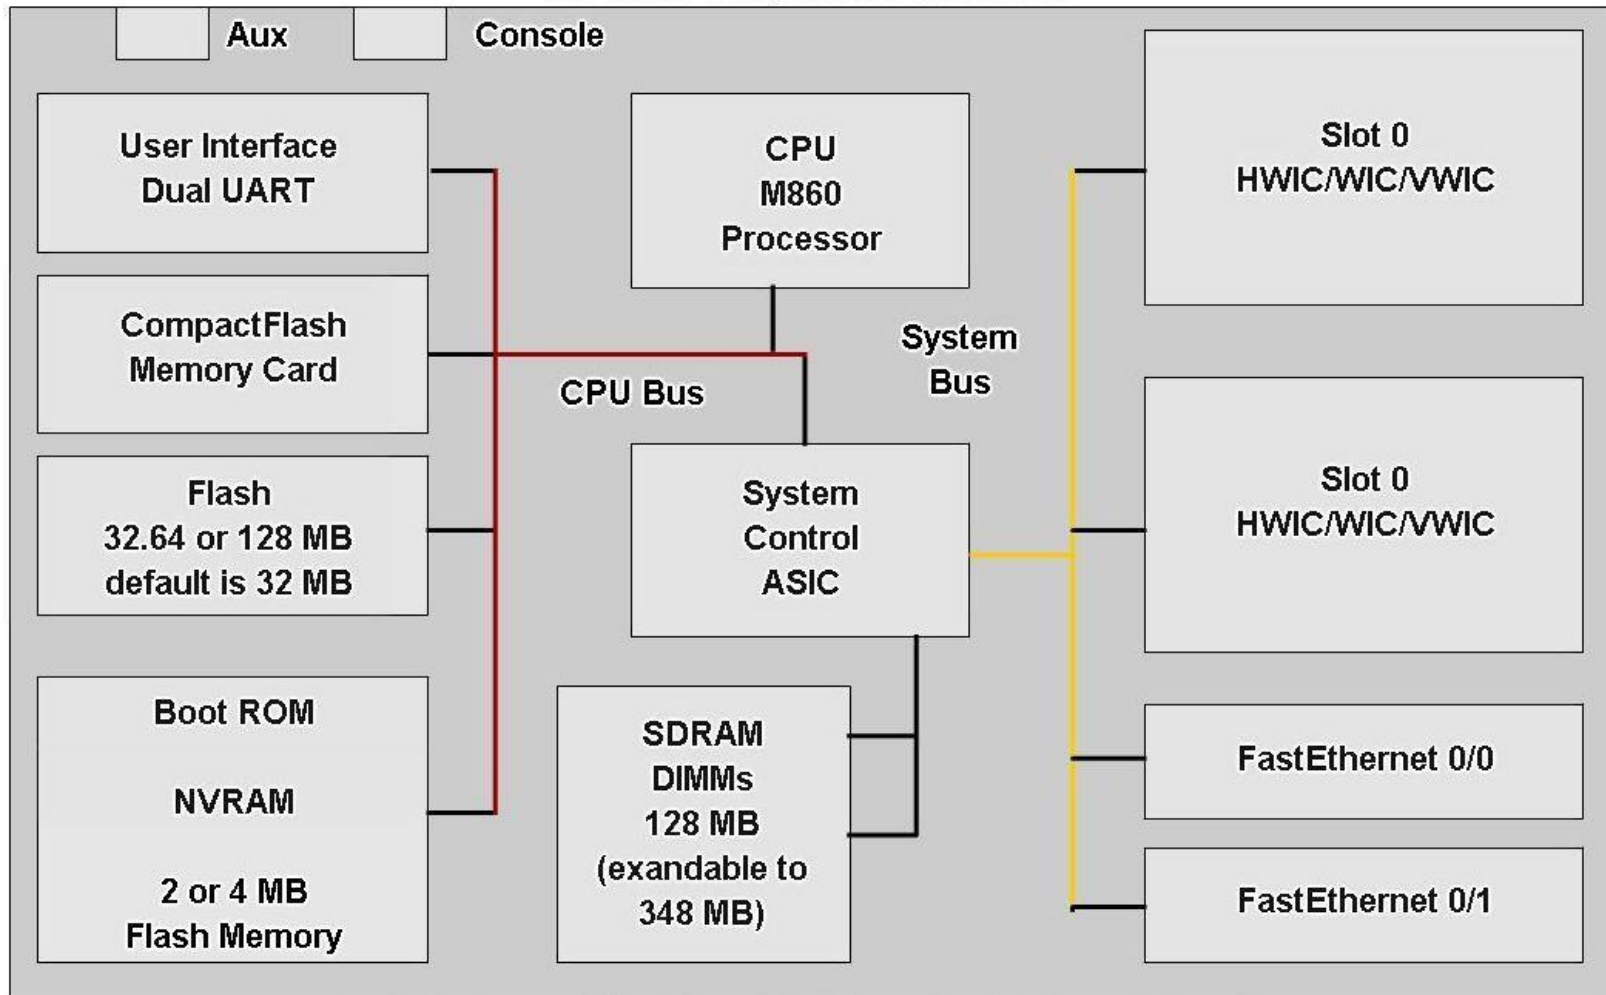 Aux
Console
User Interface
Dual UART
CompactFlash
Memory Card
Flash
32.64 or 128 MB
default is 32 MB
Boot ROM
NVRAM
2 or 4 MB
Flash Memory
CPU
M860
Processor
CPU Bus
System
Bus
System
Control
ASIC
SDRAM
DIMMs
128 MB
(exandable to
348 MB)
Slot 0
HWIC/WIC/VWIC
Slot 0
HWIC/WIC/VWIC
FastEthernet 0/0
FastEthernet 0/1